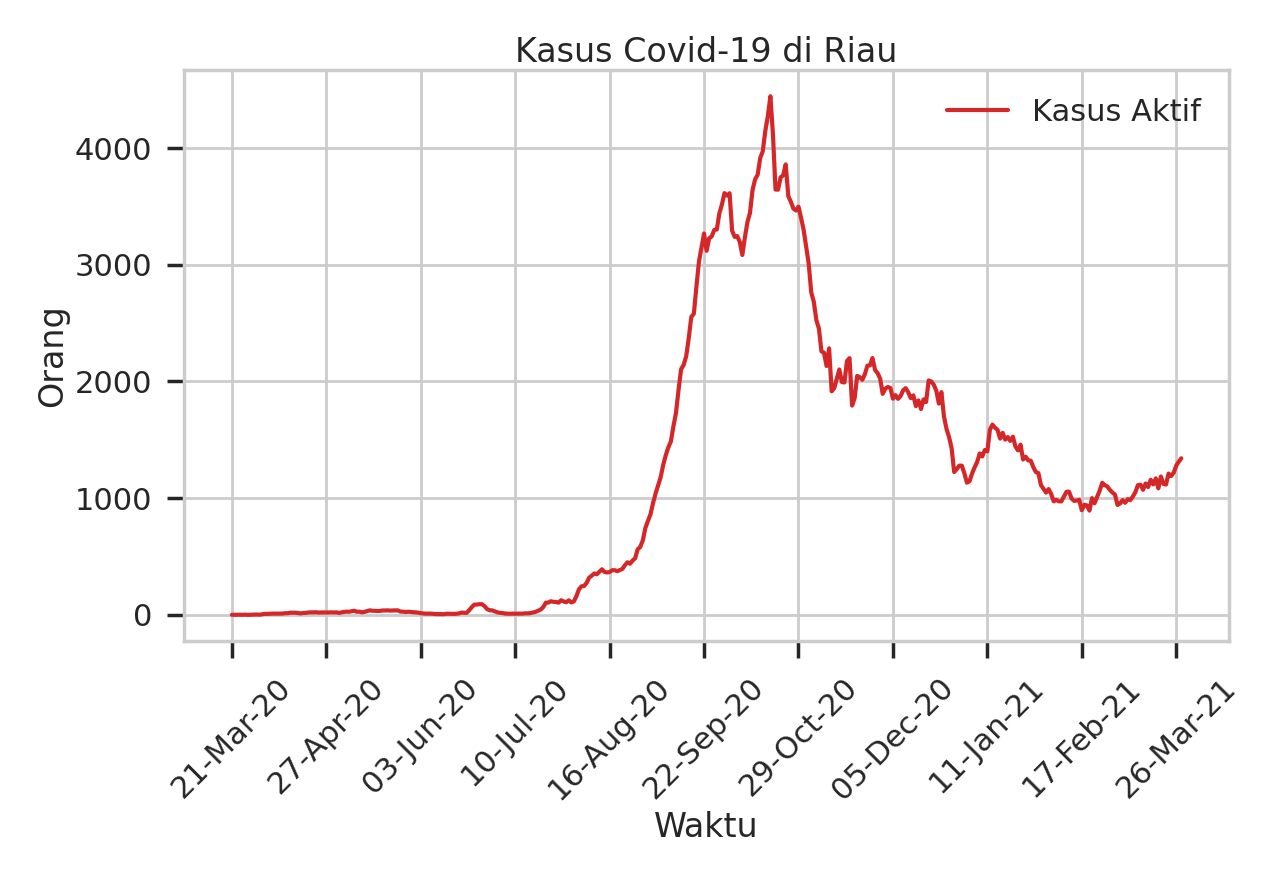 Kasus Covid-19 di Riau
Kasus Aktif
Orang
4000
3000
2000
1000
0
21-Mar-20
27-Apr-20
03-Jun-20
10-Jul-20
16-Aug-20
22-Sep-20
29-Oct-20
05-Dec-20
11-Jan-21
17-Feb-21
26-Mar-21
Waktu